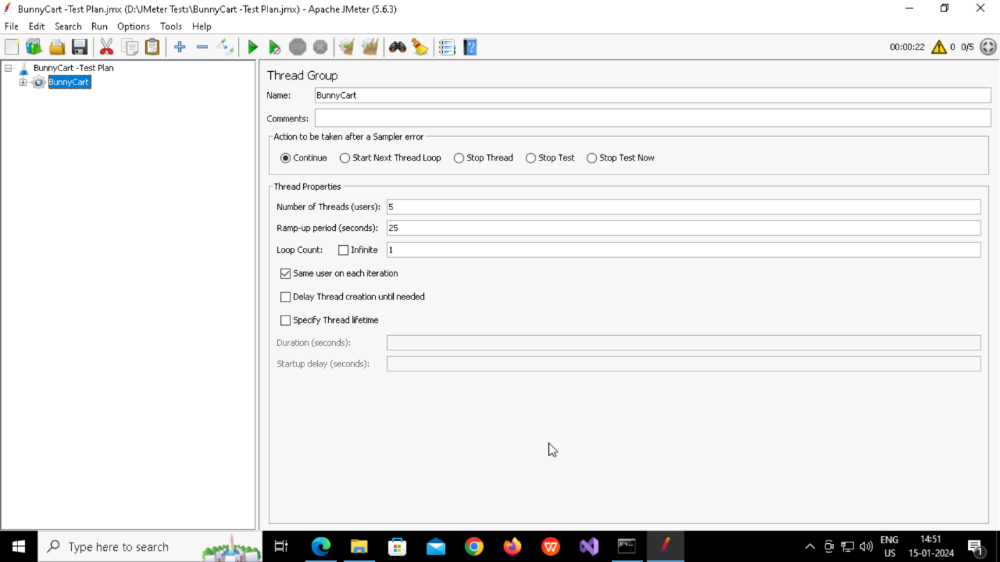 BunnyCart -Test Plan.jmx (D:\JMeter Tests\BunnyCart -Test Plan.jmx) - Apache JMeter (5.6.3)
File Edit Search Run Options Tools Help
00:00:22 0 0/5
BunnyCart -Test Plan
BunnyCart
Thread Group
Name: BunnyCart
Comments:
Action to be taken after a Sampler error
Continue Start Next Thread Loop Stop Thread Stop Test Stop Test Now
Thread Properties
Number of Threads (users): 5
Ramp-up period (seconds): 25
Loop Count: Infinite 1
Same user on each iteration
Delay Thread creation until needed
Specify Thread lifetime
Duration (seconds):
Startup delay (seconds):
Type here to search
ENG
US
14:51
15-01-2024
1